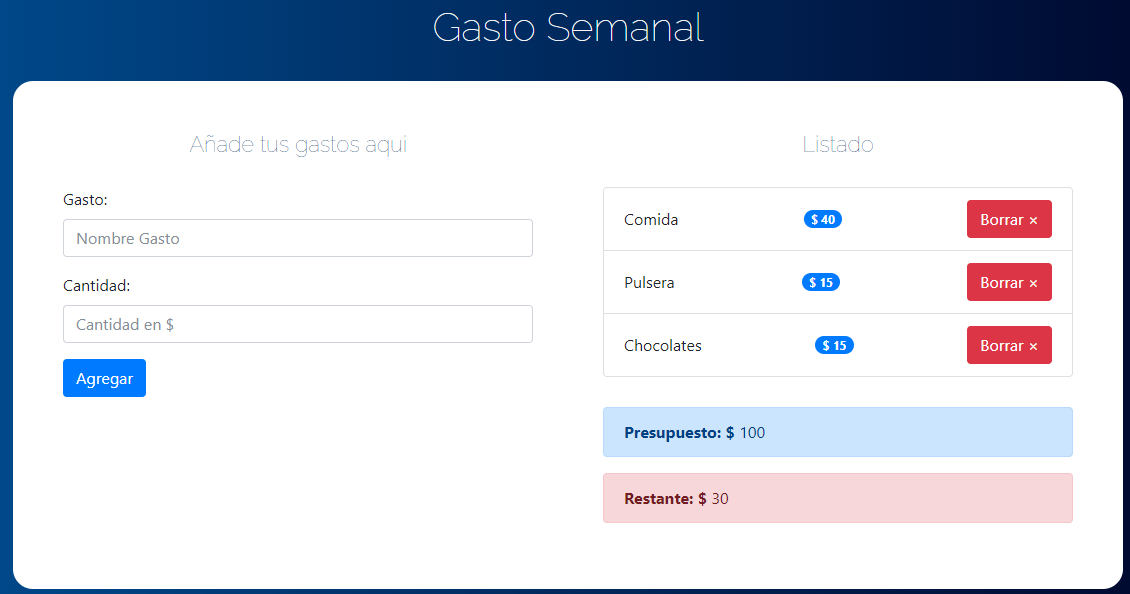 Gasto Semanal
Añade tus gastos aqui
Gasto:
Nombre Gasto
Cantidad:
Cantidad en $
Agregar
Listado
Comida $ 40 Borrar ×
Pulsera $ 15 Borrar ×
Chocolates $ 15 Borrar ×
Presupuesto: $ 100
Restante: $ 30